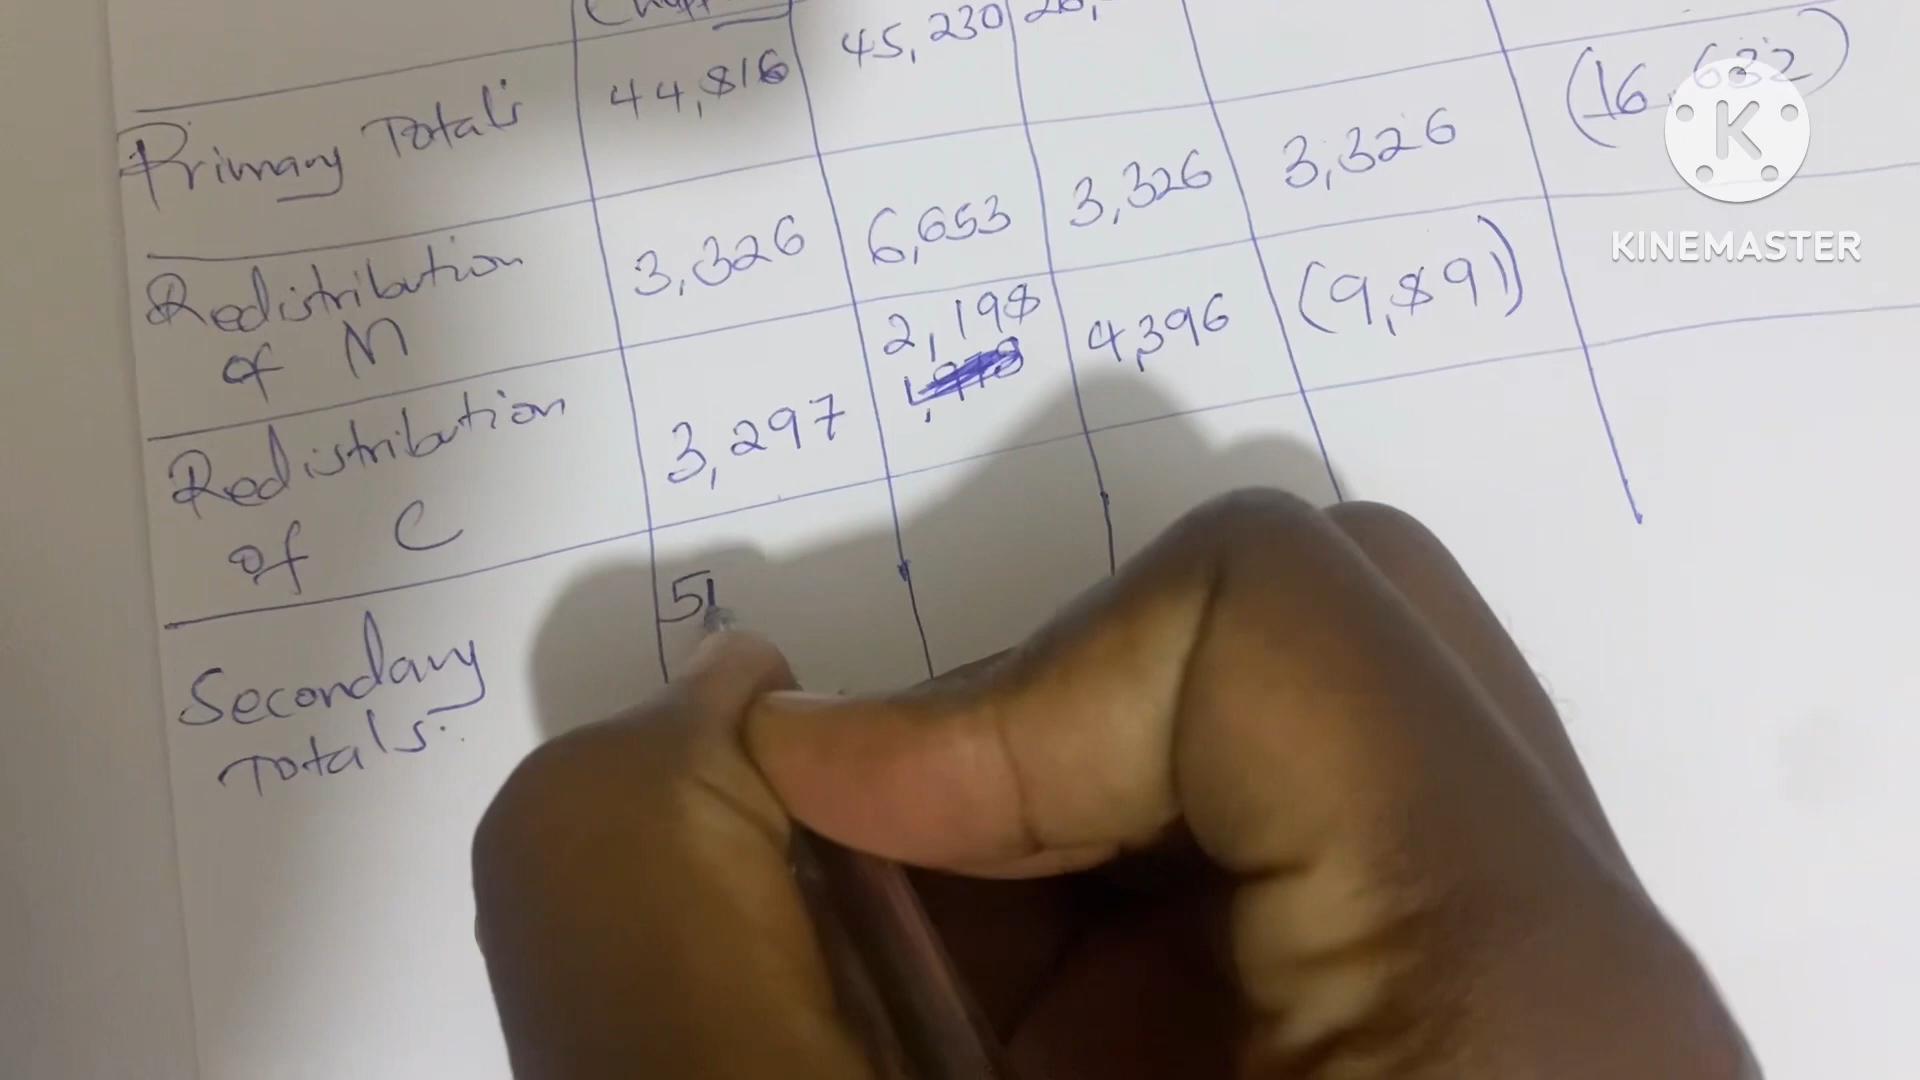 Primary Totals 44,816 45,230
Redistribution of M 3,326 6,653 3,326 3,326 (16,632)
Redistribution of C 3,297 2,198 4,396 (9,891)
Secondary Totals 51
K
KINEMASTER